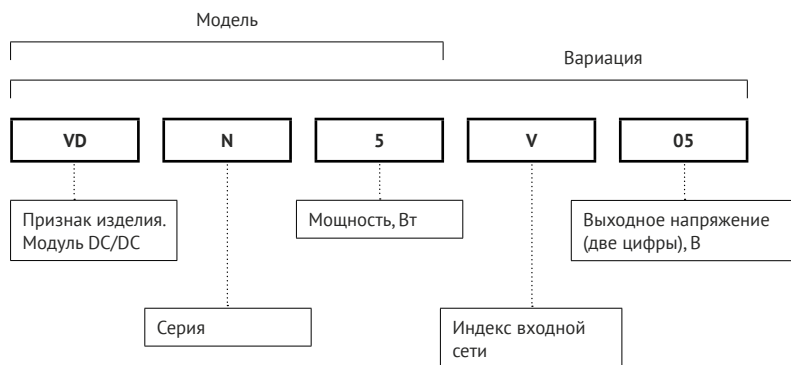 Модель
Вариация
VD
N
5
V
05
Признак изделия.
Модуль DC/DC
Мощность, Вт
Выходное напряжение
(две цифры), В
Серия
Индекс входной
сети